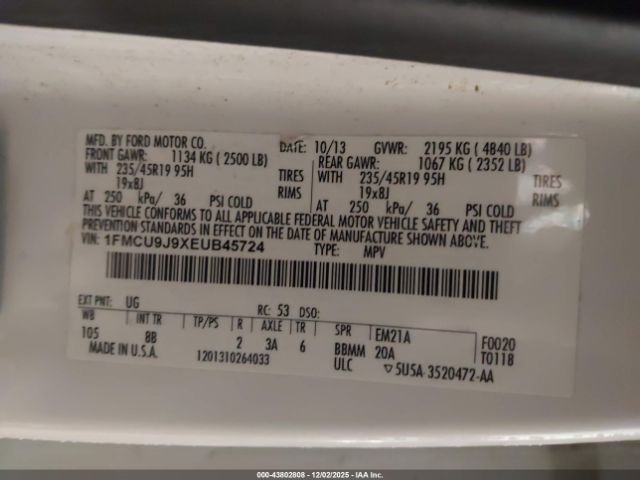 MFD. BY FORD MOTOR CO. DATE: 10/13 GVWR: 2195 KG ( 4840 LB)
FRONT GAWR: 1134 KG ( 2500 LB) REAR GAWR: 1067 KG ( 2352 LB)
WITH 235/45R19 95H TIRES WITH 235/45R19 95H TIRES
19x8J RIMS 19x8J RIMS
AT 250 kPa/ 36 PSI COLD AT 250 kPa/ 36 PSI COLD
THIS VEHICLE CONFORMS TO ALL APPLICABLE FEDERAL MOTOR VEHICLE SAFETY AND THEFT
PREVENTION STANDARDS IN EFFECT ON THE DATE OF MANUFACTURE SHOWN ABOVE.
VIN: 1FMCU9J9XEUB45724 TYPE: MPV
EXT PNT: UG RC: 53 DSO:
WB INT TR TP/PS R AXLE TR SPR EM21A F0020
105 8B 2 3A 6 BBMM 20A T0118
MADE IN U.S.A. 1201310264033 ULC ▽5U5A-3520472-AA
000-43802808 - 12/02/2025 - IAA Inc.